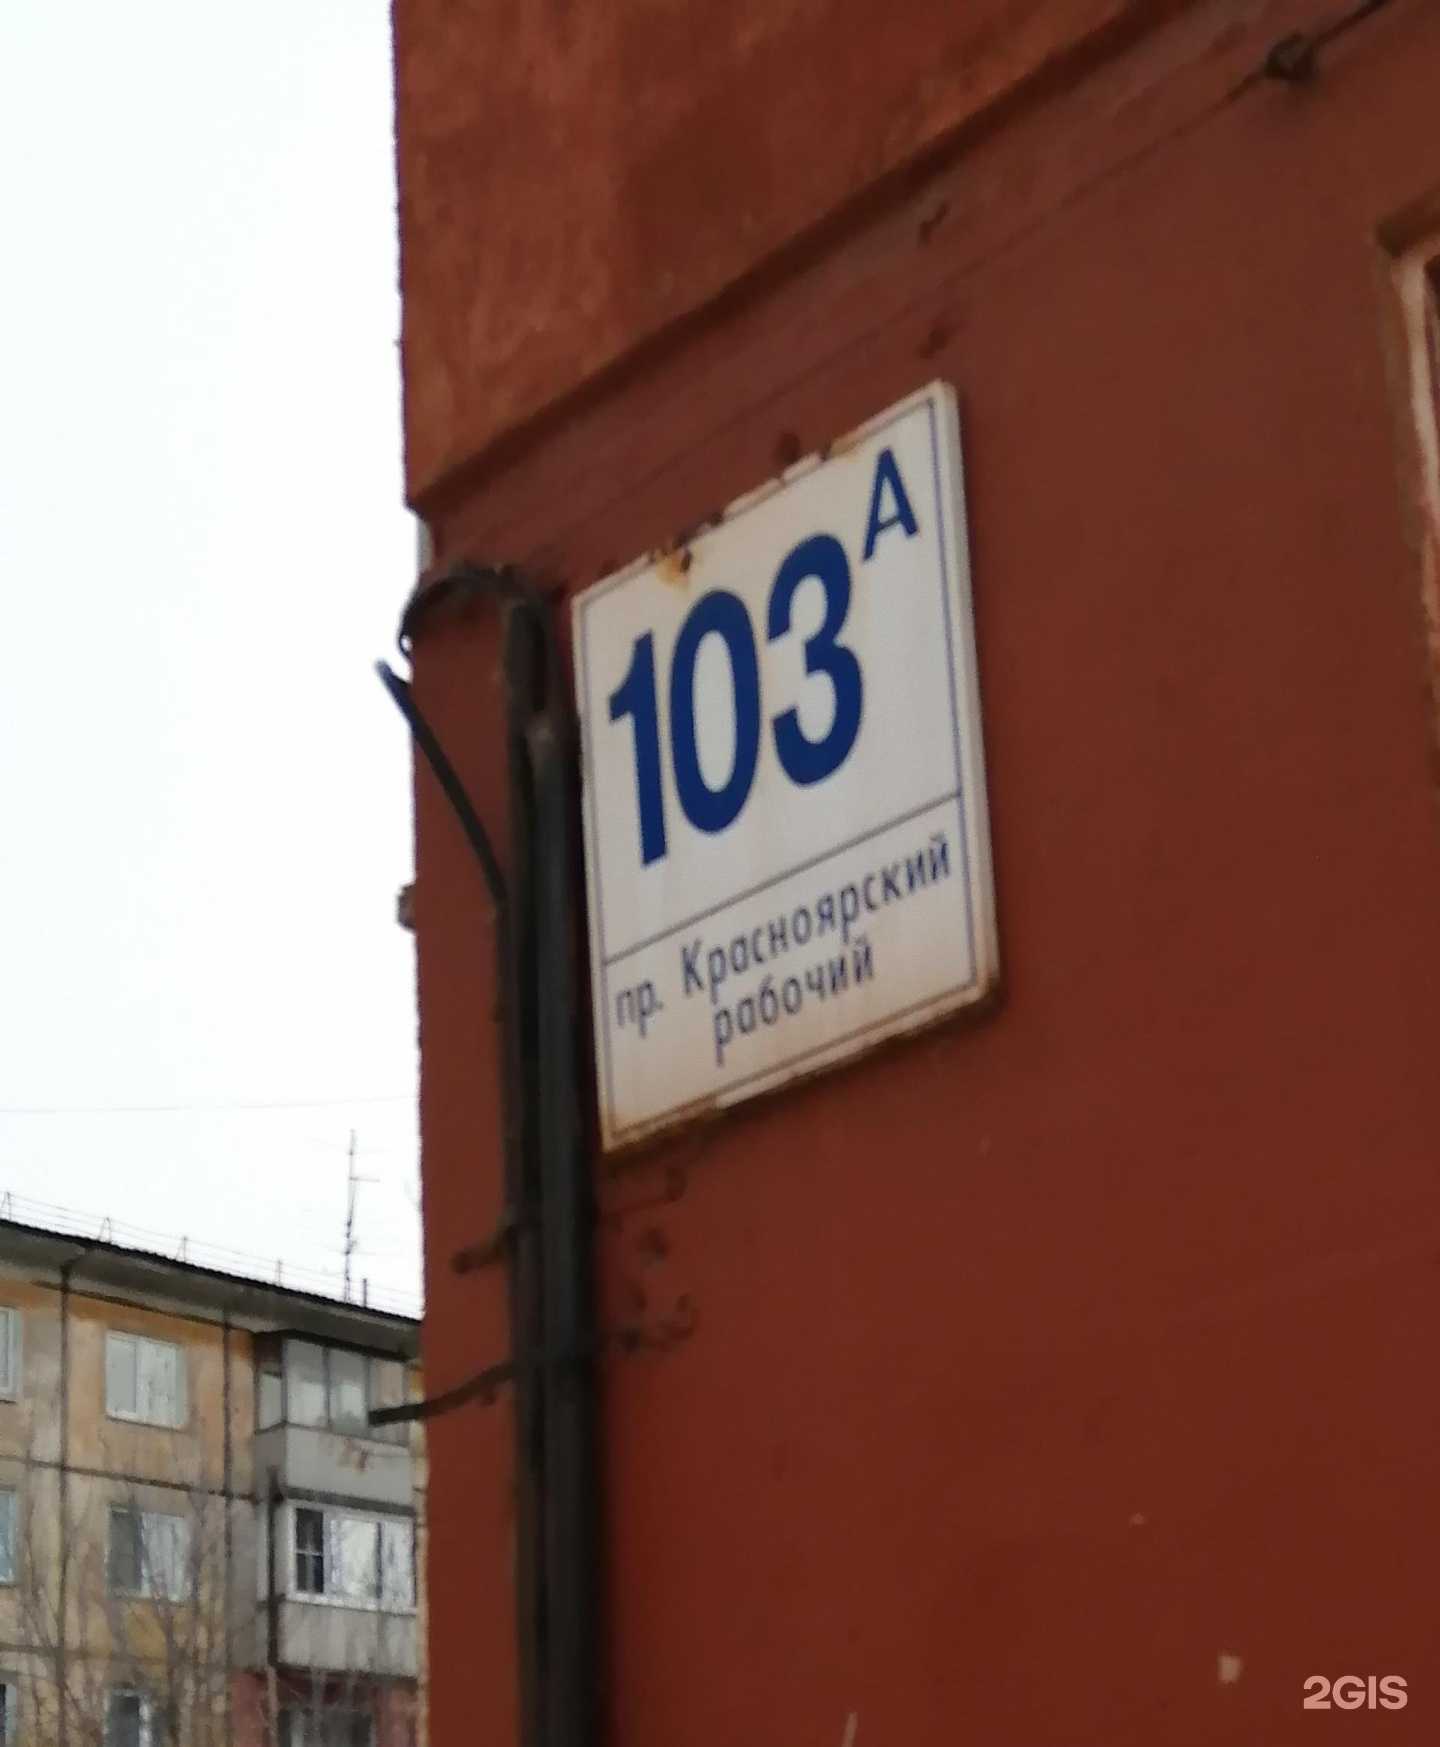 103А
пр. Красноярский
рабочий
2GIS